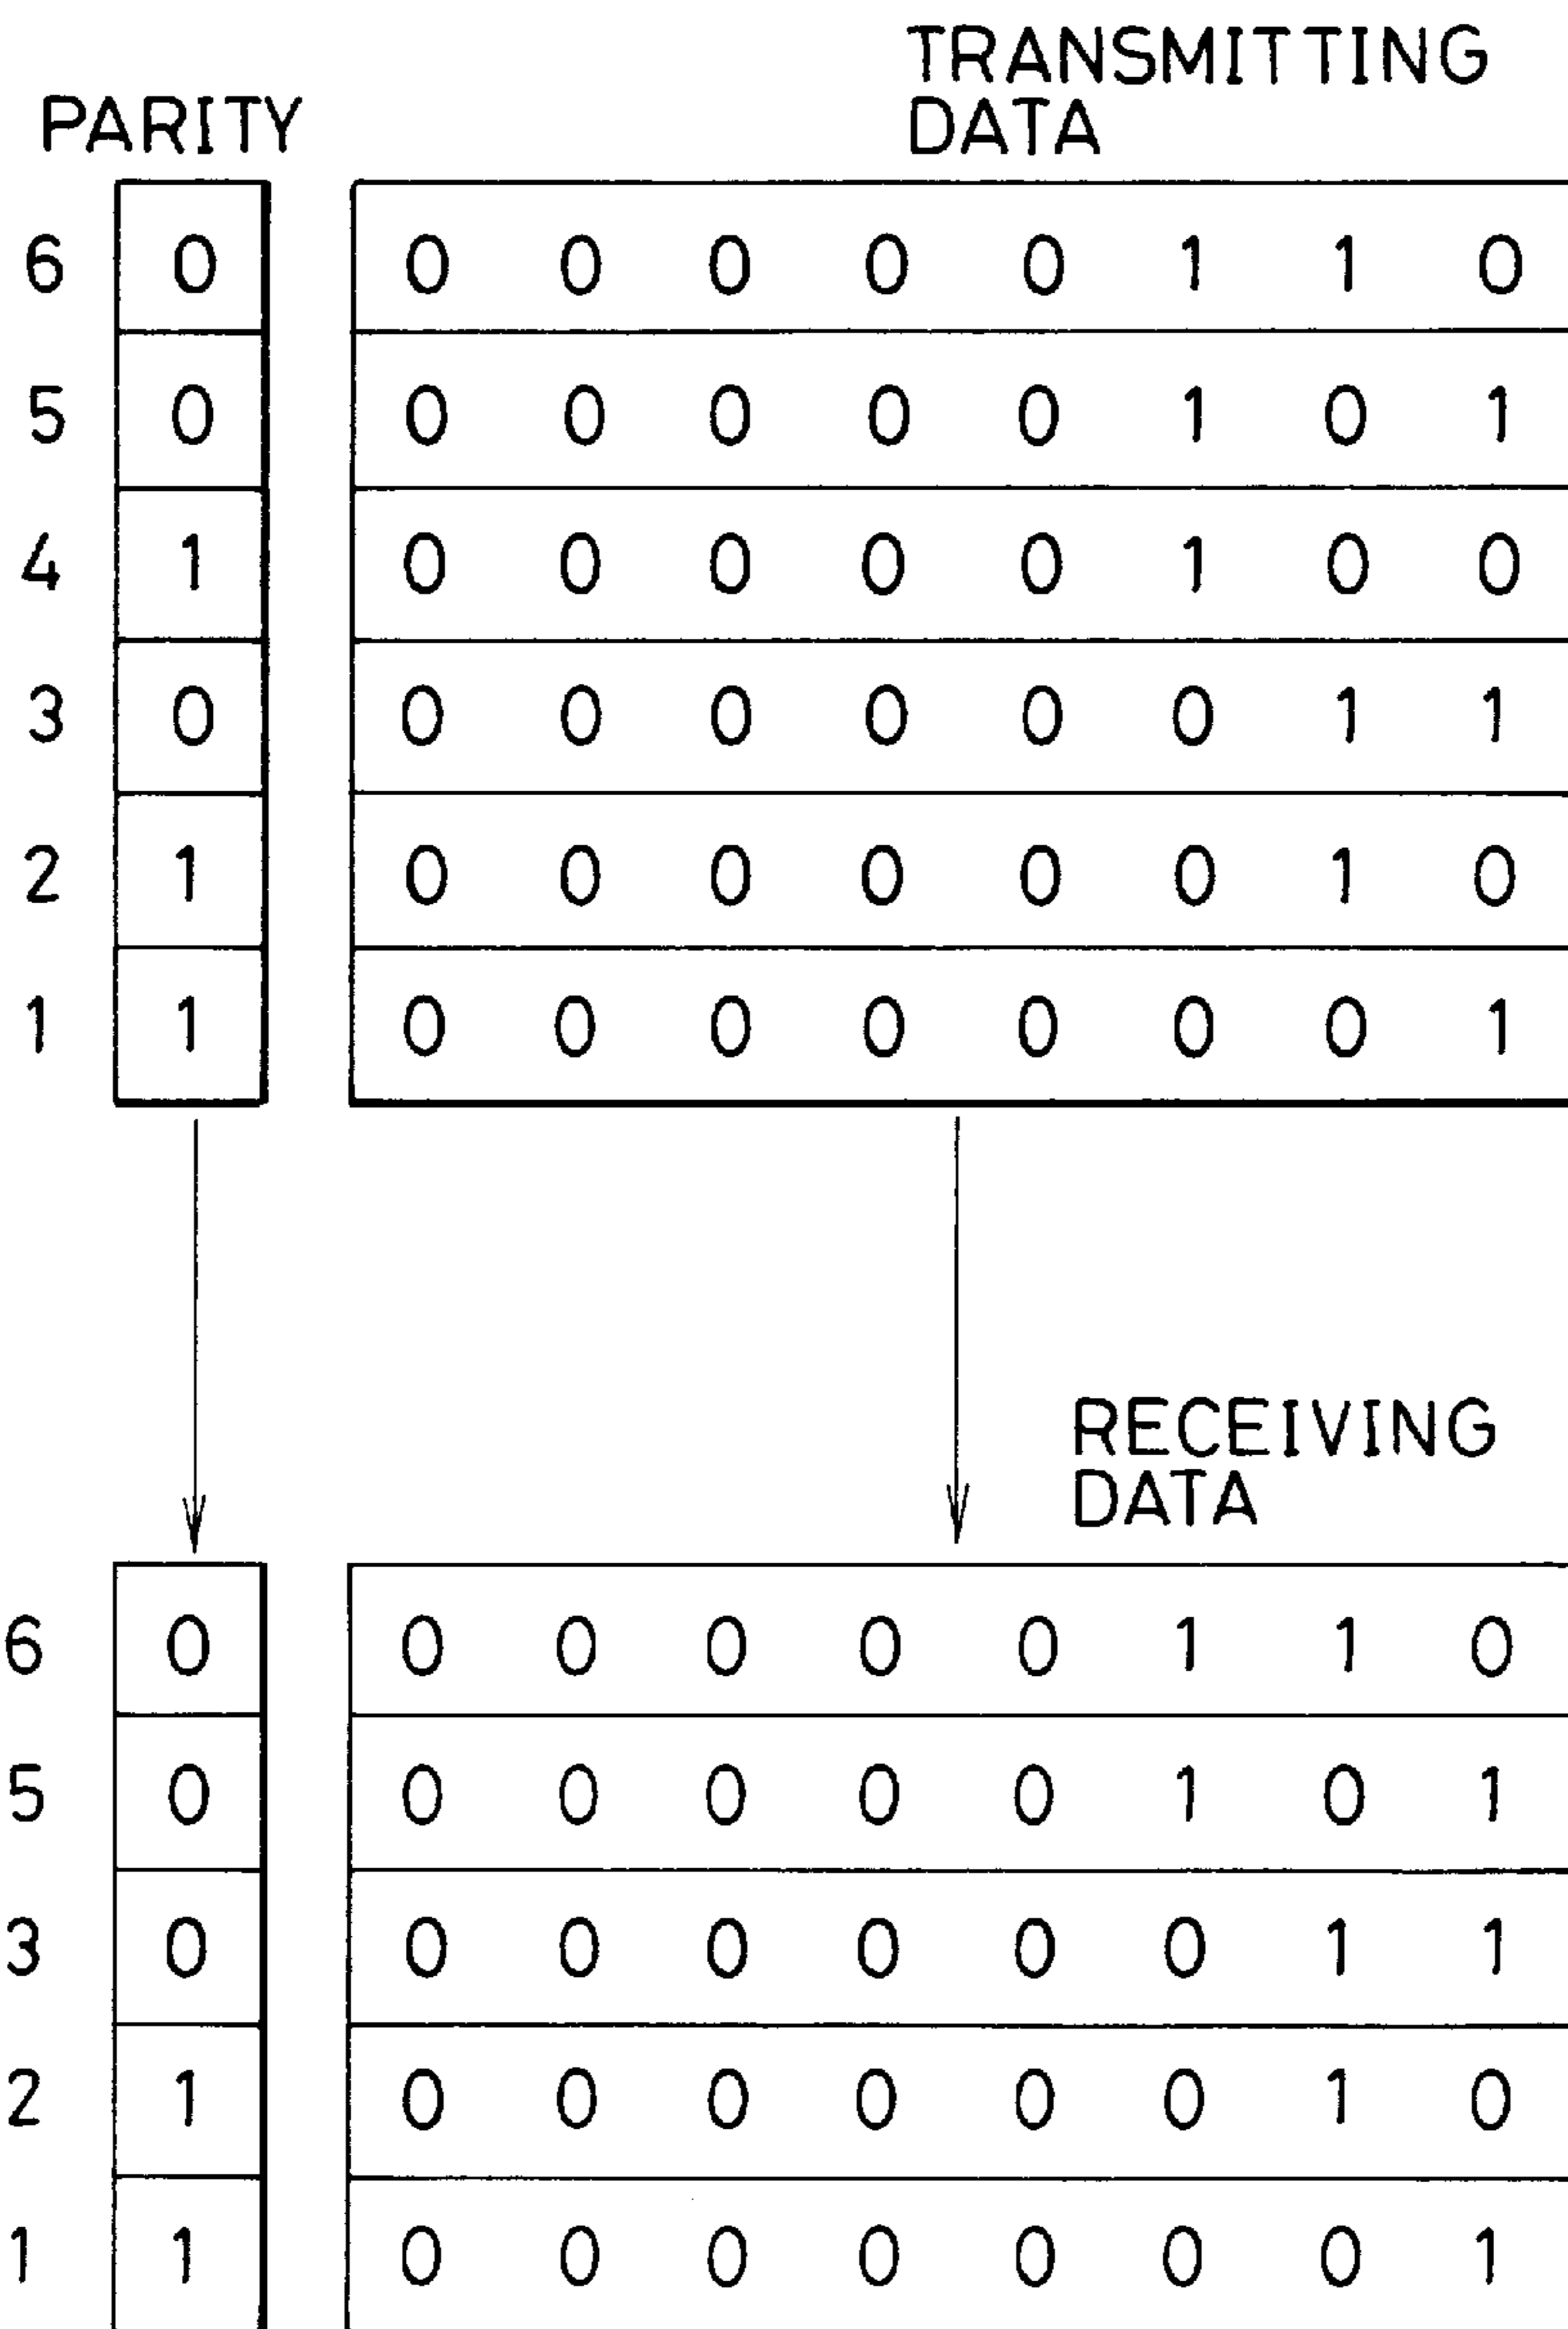 TRANSMITTING
DATA
PARITY
6 0 0 0 0 0 0 1 1 0
5 0 0 0 0 0 0 1 0 1
4 1 0 0 0 0 0 1 0 0
3 0 0 0 0 0 0 0 1 1
2 1 0 0 0 0 0 0 1 0
1 1 0 0 0 0 0 0 0 1
RECEIVING
DATA
6 0 0 0 0 0 0 1 1 0
5 0 0 0 0 0 0 1 0 1
3 0 0 0 0 0 0 0 1 1
2 1 0 0 0 0 0 0 1 0
1 1 0 0 0 0 0 0 0 1